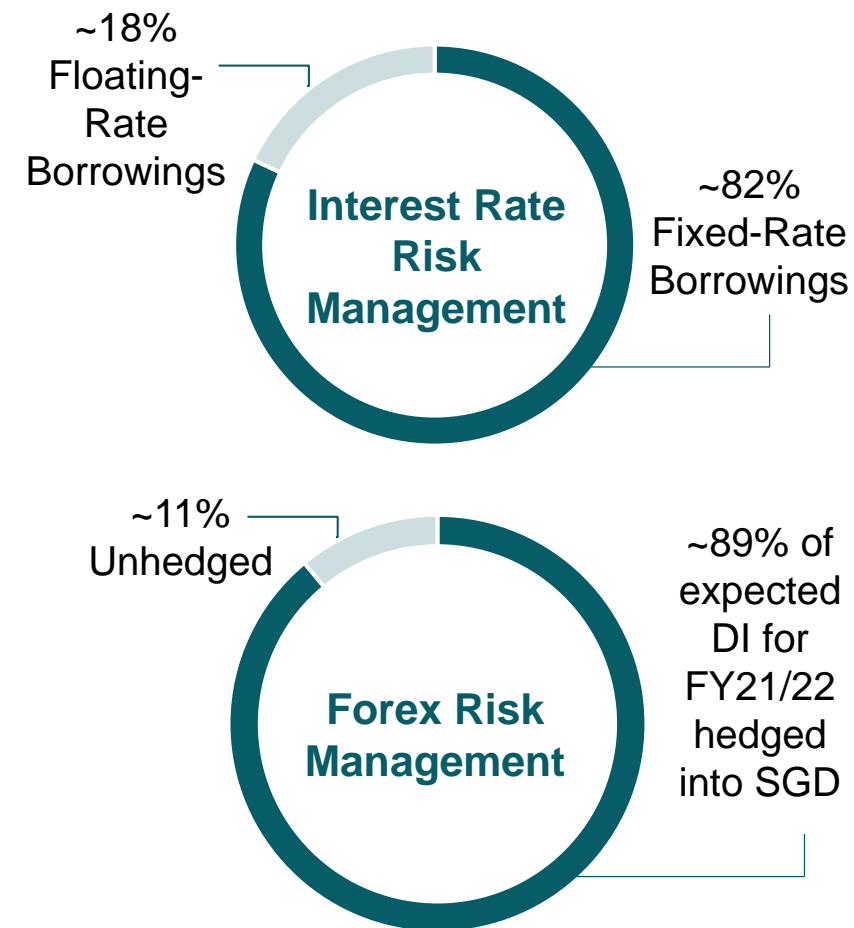 ~18%
Floating-
Rate
Borrowings
Interest Rate
Risk
Management
~82%
Fixed-Rate
Borrowings
~11%
Unhedged
Forex Risk
Management
~89% of
expected
DI for
FY21/22
hedged
into SGD